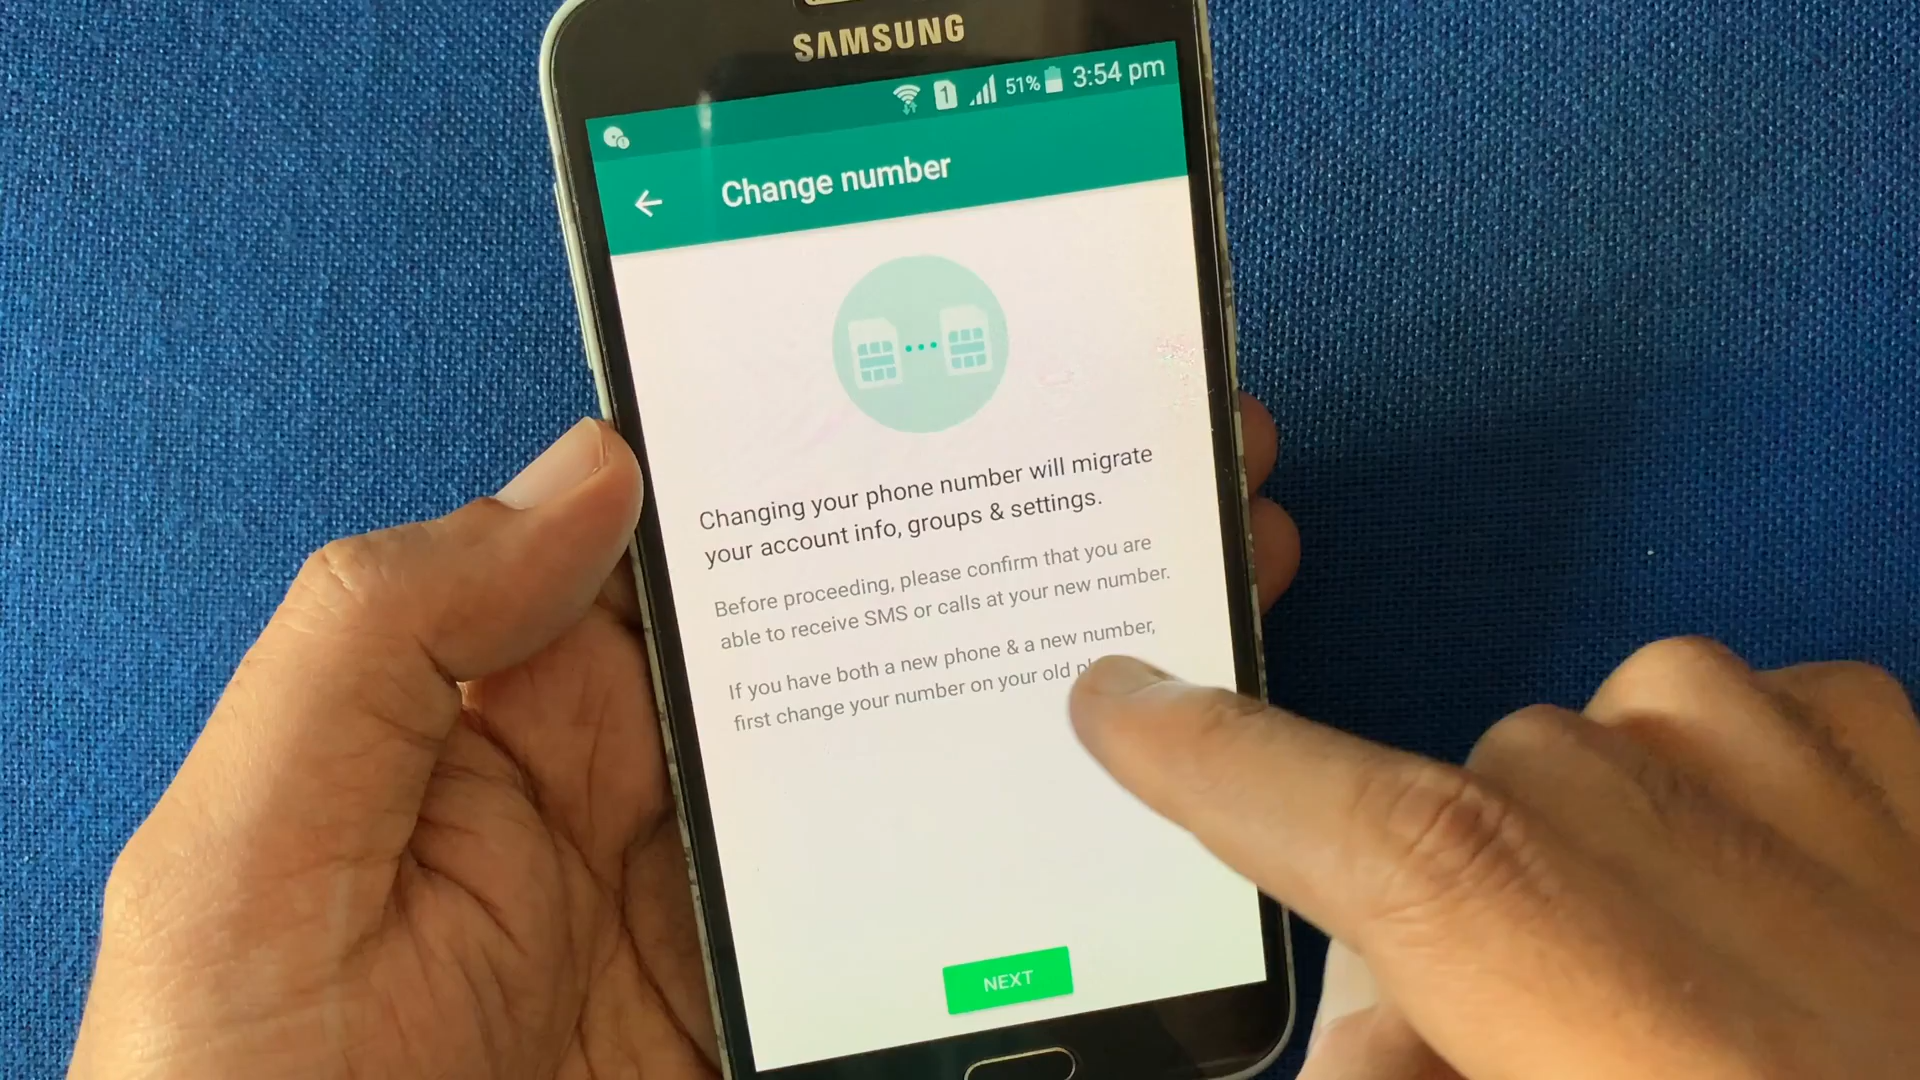 SAMSUNG
1 51% 3:54 pm
Change number
Changing your phone number will migrate
your account info, groups & settings.
Before proceeding, please confirm that you are
able to receive SMS or calls at your new number.
If you have both a new phone & a new number,
first change your number on your old
NEXT